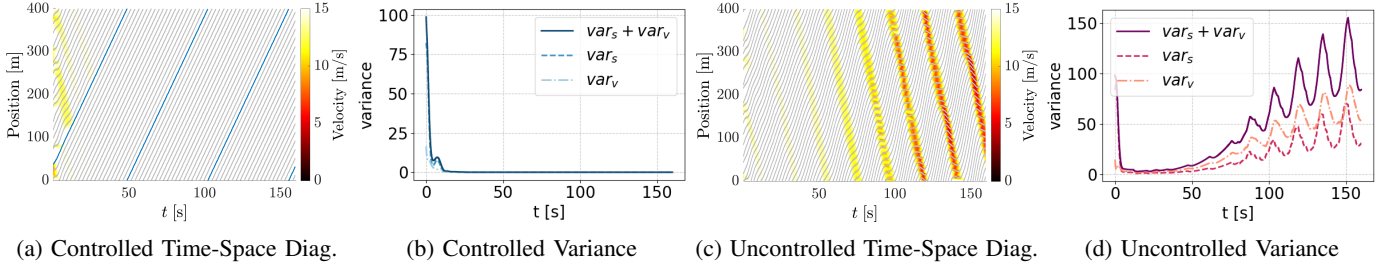 400
300
200
100
0
Position [m]
0
50
100
150
t [s]
15
10
5
0
Velocity [m/s]
(a) Controlled Time-Space Diag.
100
75
50
25
0
variance
var_s + var_v
var_s
var_v
0
50
100
150
t [s]
(b) Controlled Variance
400
300
200
100
0
Position [m]
0
50
100
150
t [s]
15
10
5
0
Velocity [m/s]
(c) Uncontrolled Time-Space Diag.
150
100
50
0
variance
var_s + var_v
var_s
var_v
0
50
100
150
t [s]
(d) Uncontrolled Variance